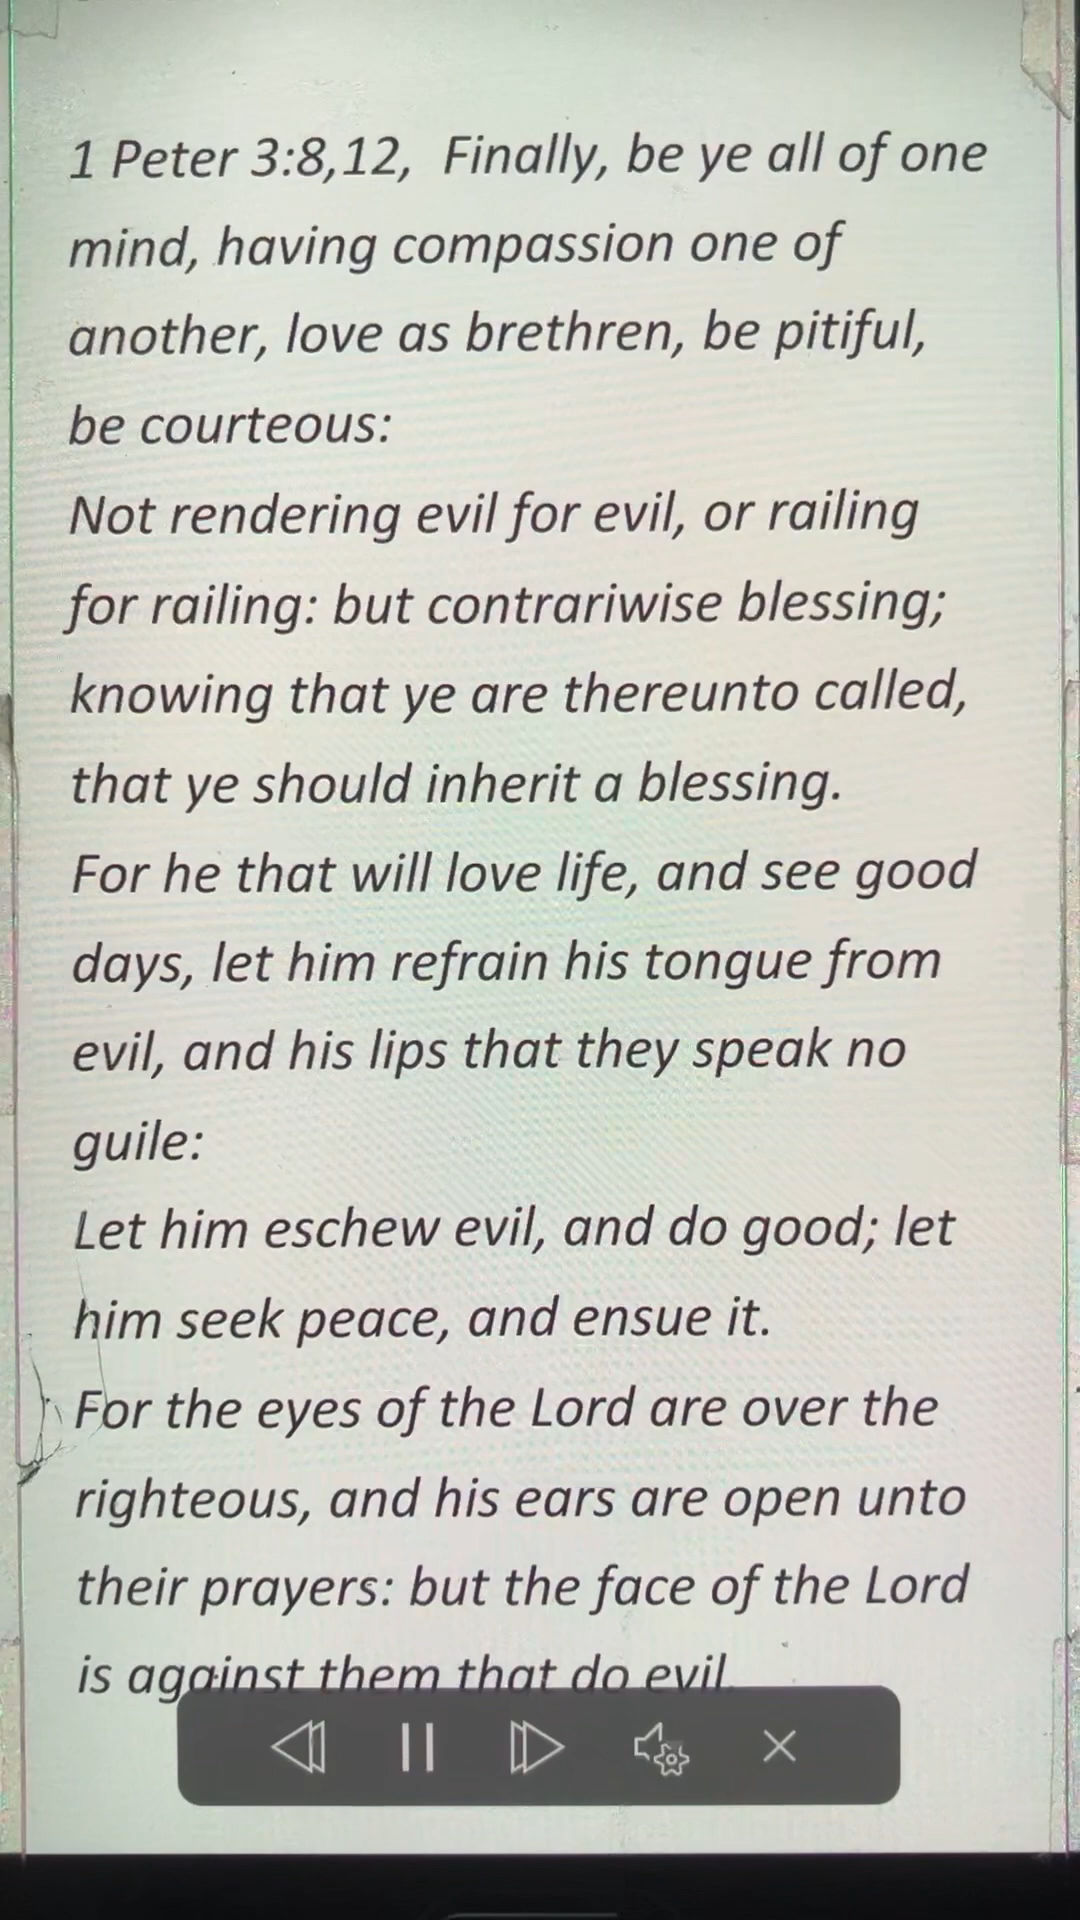 1 Peter 3:8,12, Finally, be ye all of one
mind, having compassion one of
another, love as brethren, be pitiful,
be courteous:
Not rendering evil for evil, or railing
for railing: but contrariwise blessing;
knowing that ye are thereunto called,
that ye should inherit a blessing.
For he that will love life, and see good
days, let him refrain his tongue from
evil, and his lips that they speak no
guile:
Let him eschew evil, and do good; let
him seek peace, and ensue it.
For the eyes of the Lord are over the
righteous, and his ears are open unto
their prayers: but the face of the Lord
is against them that do evil.